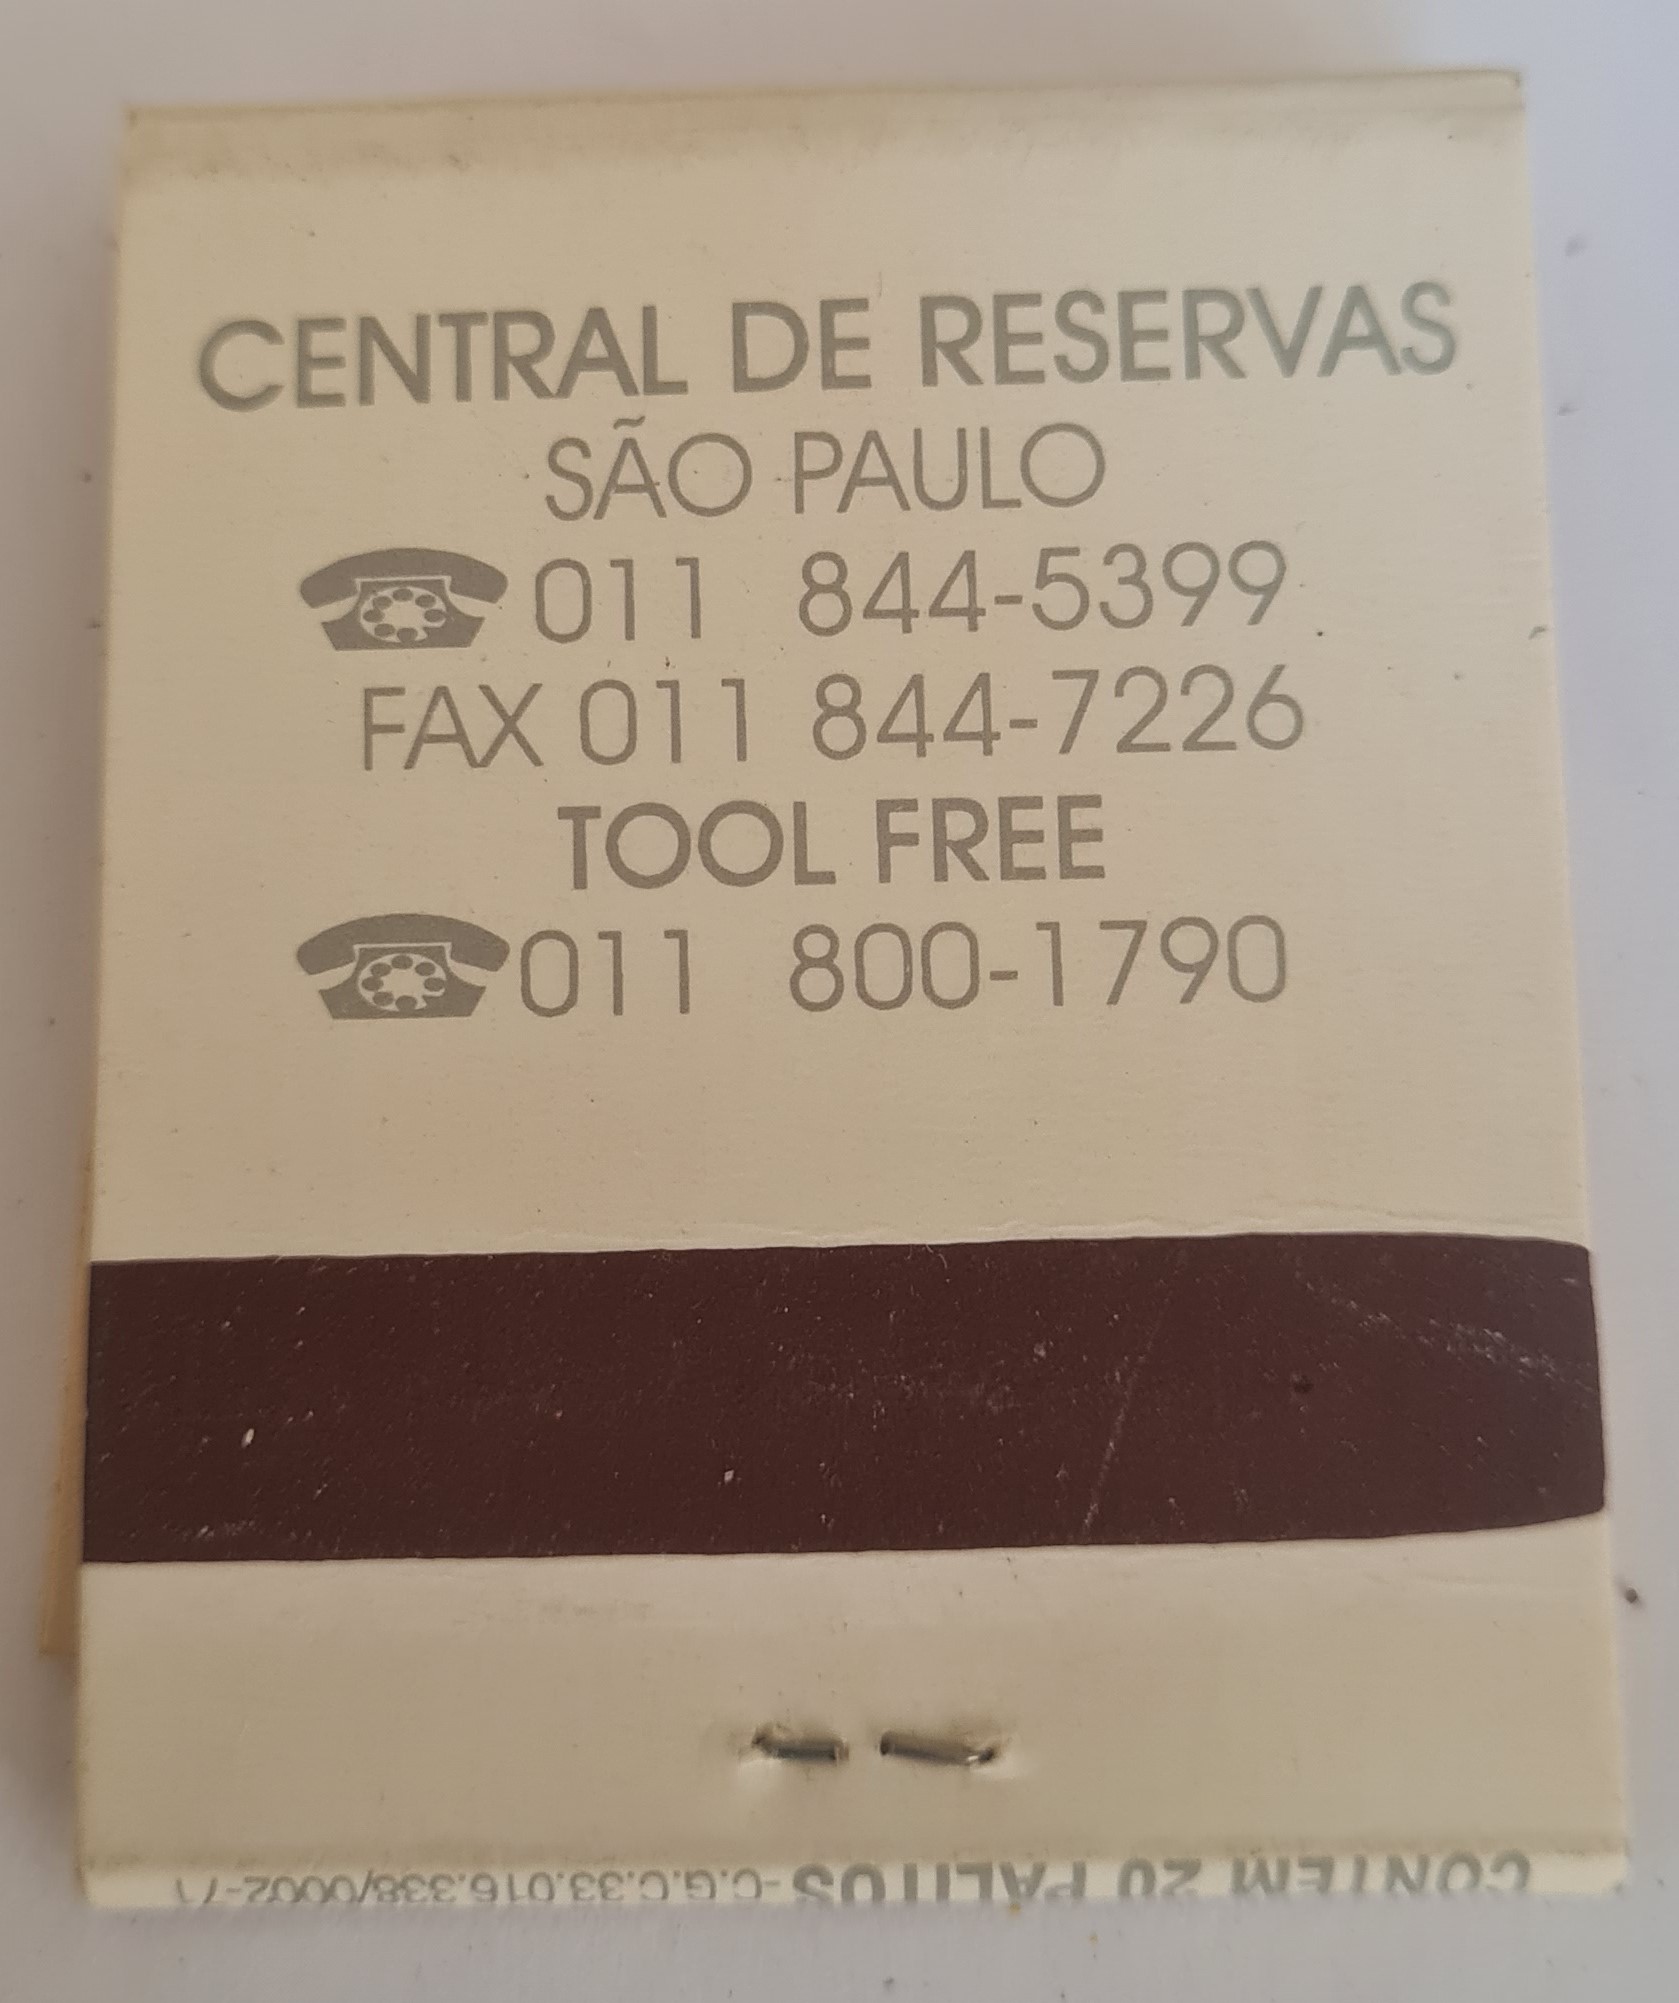 CENTRAL DE RESERVAS
SÃO PAULO
011 844-5399
FAX 011 844-7226
TOOL FREE
011 800-1790
CONTEM 20 PALITOS - C.G.C.33.016.338/0002-71